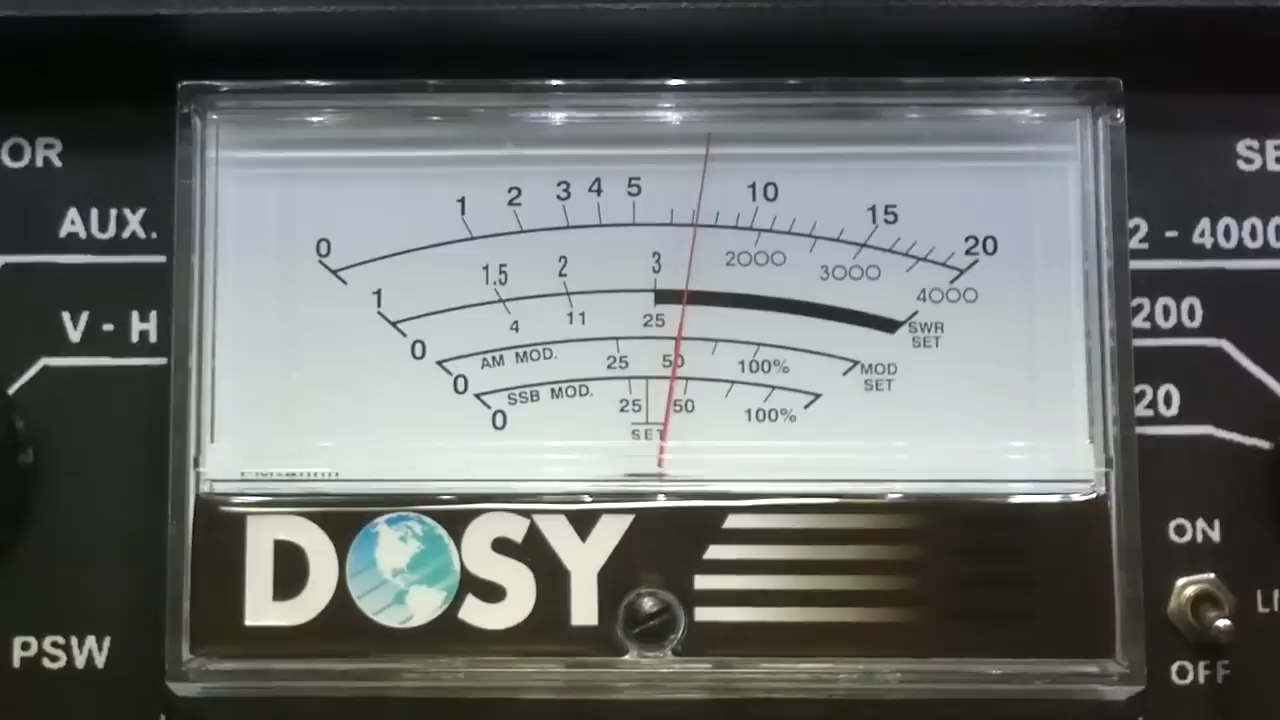 OR
AUX.
V - H
PSW
0 1 2 3 4 5 10 15 20
2000 3000 4000
1 1.5 2 3 SWR SET
0 4 11 25
0 AM MOD. 25 50 100% MOD SET
0 SSB MOD. 25 50 100%
SET
DOSY
SE
2 - 4000
200
20
ON
LI
OFF